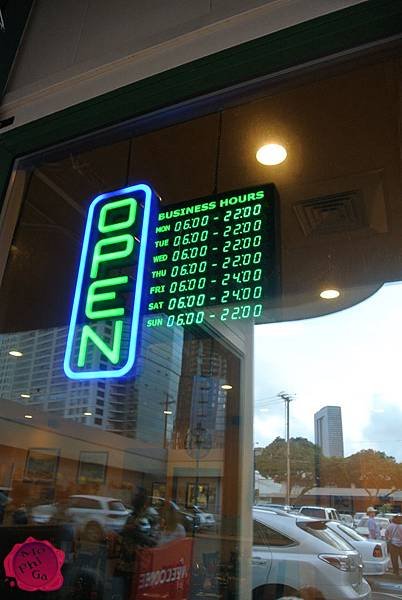 OPEN
BUSINESS HOURS
MON 06:00 - 22:00
TUE 06:00 - 22:00
WED 06:00 - 22:00
THU 06:00 - 22:00
FRI 06:00 - 24:00
SAT 06:00 - 24:00
SUN 06:00 - 22:00
WELCOME
MoPhiGa